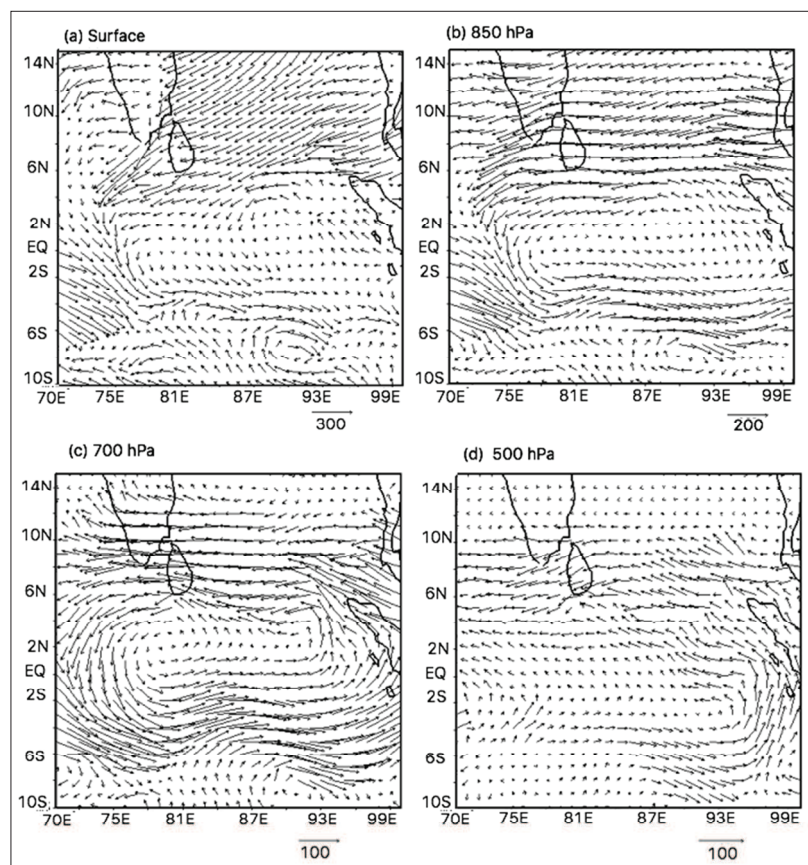 (a) Surface
14N
10N
6N
2N
EQ
2S
6S
10S
70E 75E 81E 87E 93E 99E
300
(b) 850 hPa
14N
10N
6N
2N
EQ
2S
6S
10S
70E 75E 81E 87E 93E 99E
200
(c) 700 hPa
14N
10N
6N
2N
EQ
2S
6S
10S
70E 75E 81E 87E 93E 99E
100
(d) 500 hPa
14N
10N
6N
2N
EQ
2S
6S
10S
70E 75E 81E 87E 93E 99E
100